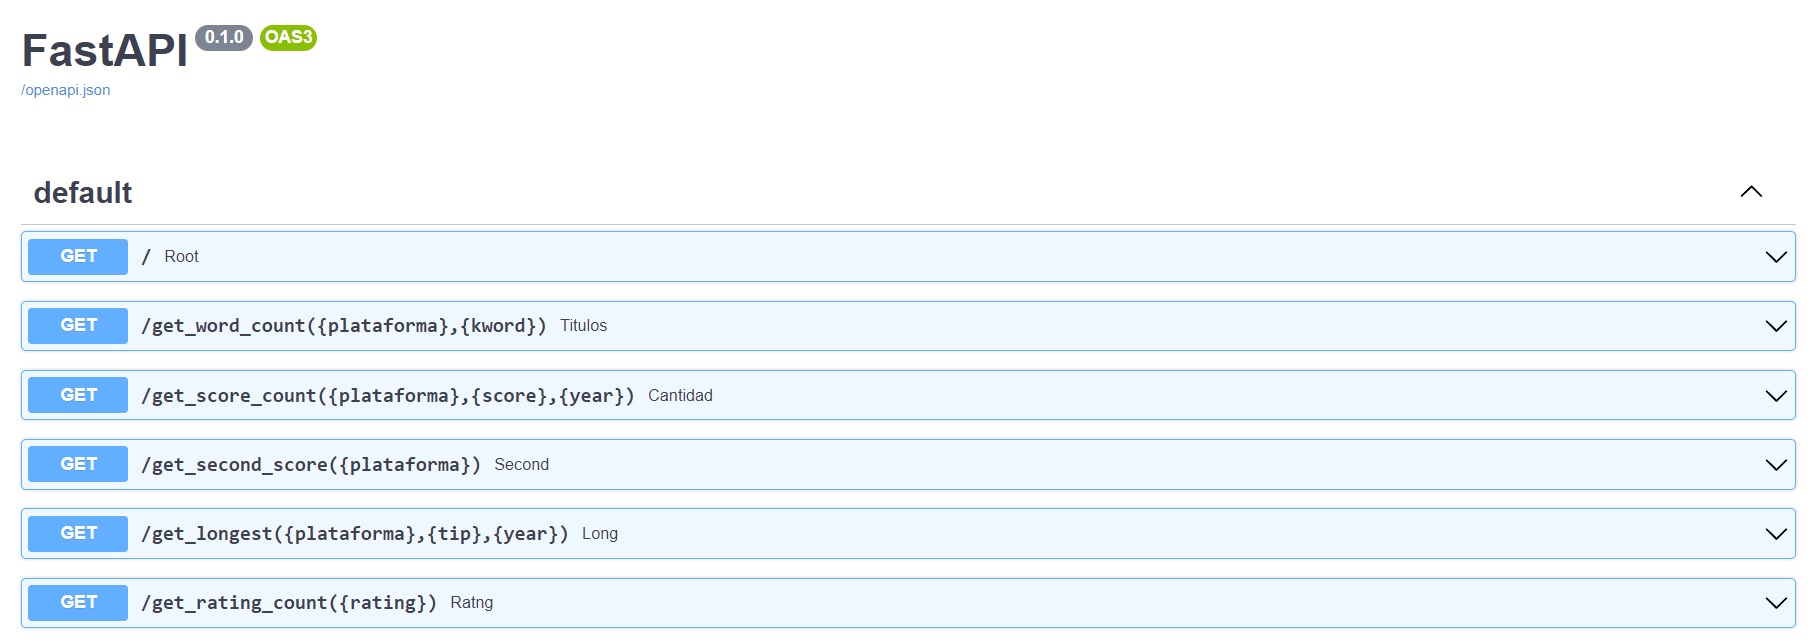 FastAPI 0.1.0 OAS3
/openapi.json
default
GET / Root
GET /get_word_count({plataforma},{kword}) Titulos
GET /get_score_count({plataforma},{score},{year}) Cantidad
GET /get_second_score({plataforma}) Second
GET /get_longest({plataforma},{tip},{year}) Long
GET /get_rating_count({rating}) Ratng